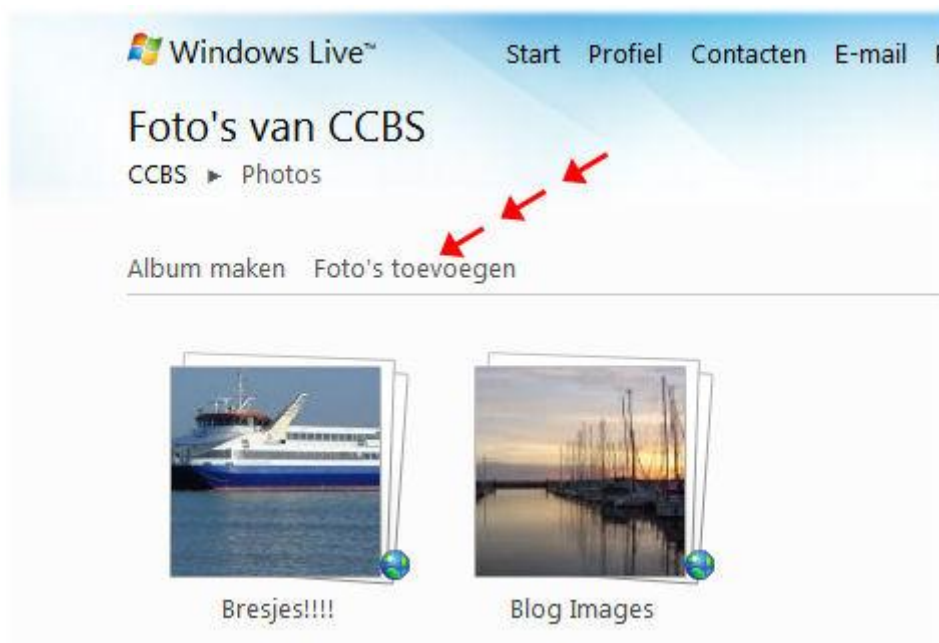 Windows Live™ Start Profiel Contacten E-mail
Foto's van CCBS
CCBS ► Photos
Album maken Foto's toevoegen
Bresjes!!!! Blog Images